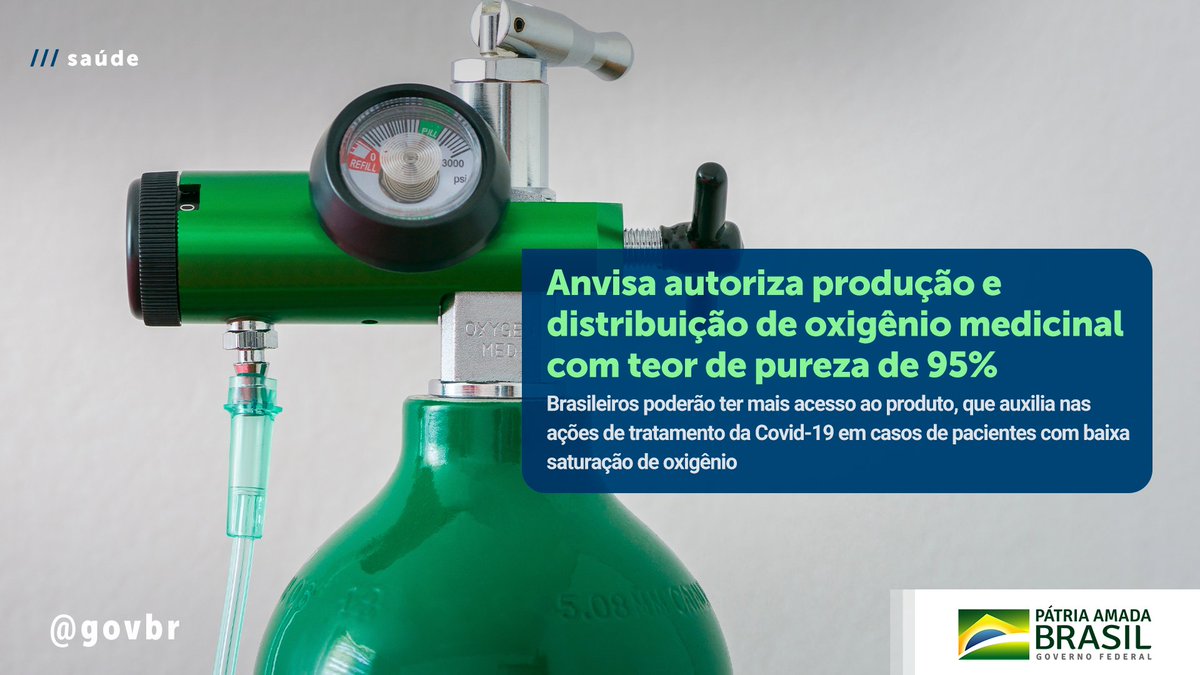 /// saúde
FILL
0
REFILL
3000
psi
0
Anvisa autoriza produção e
distribuição de oxigênio medicinal
com teor de pureza de 95%
Brasileiros poderão ter mais acesso ao produto, que auxilia nas
ações de tratamento da Covid-19 em casos de pacientes com baixa
saturação de oxigênio
@govbr
PÁTRIA AMADA
BRASIL
GOVERNO FEDERAL